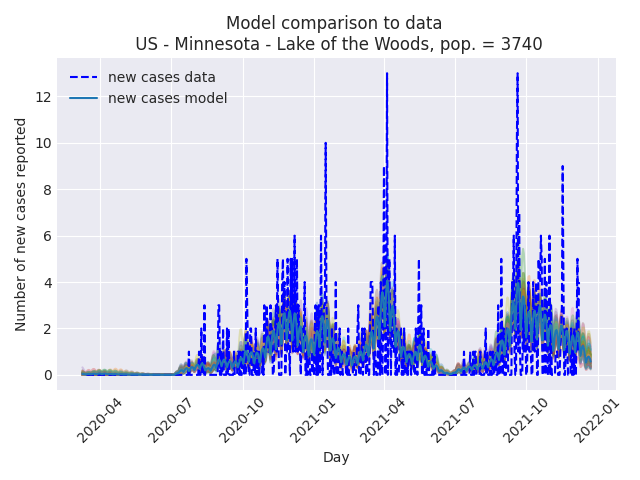 Model comparison to data
US - Minnesota - Lake of the Woods, pop. = 3740
new cases data
new cases model
Number of new cases reported
12
10
8
6
4
2
0
2020-04
2020-07
2020-10
2021-01
2021-04
2021-07
2021-10
2022-01
Day